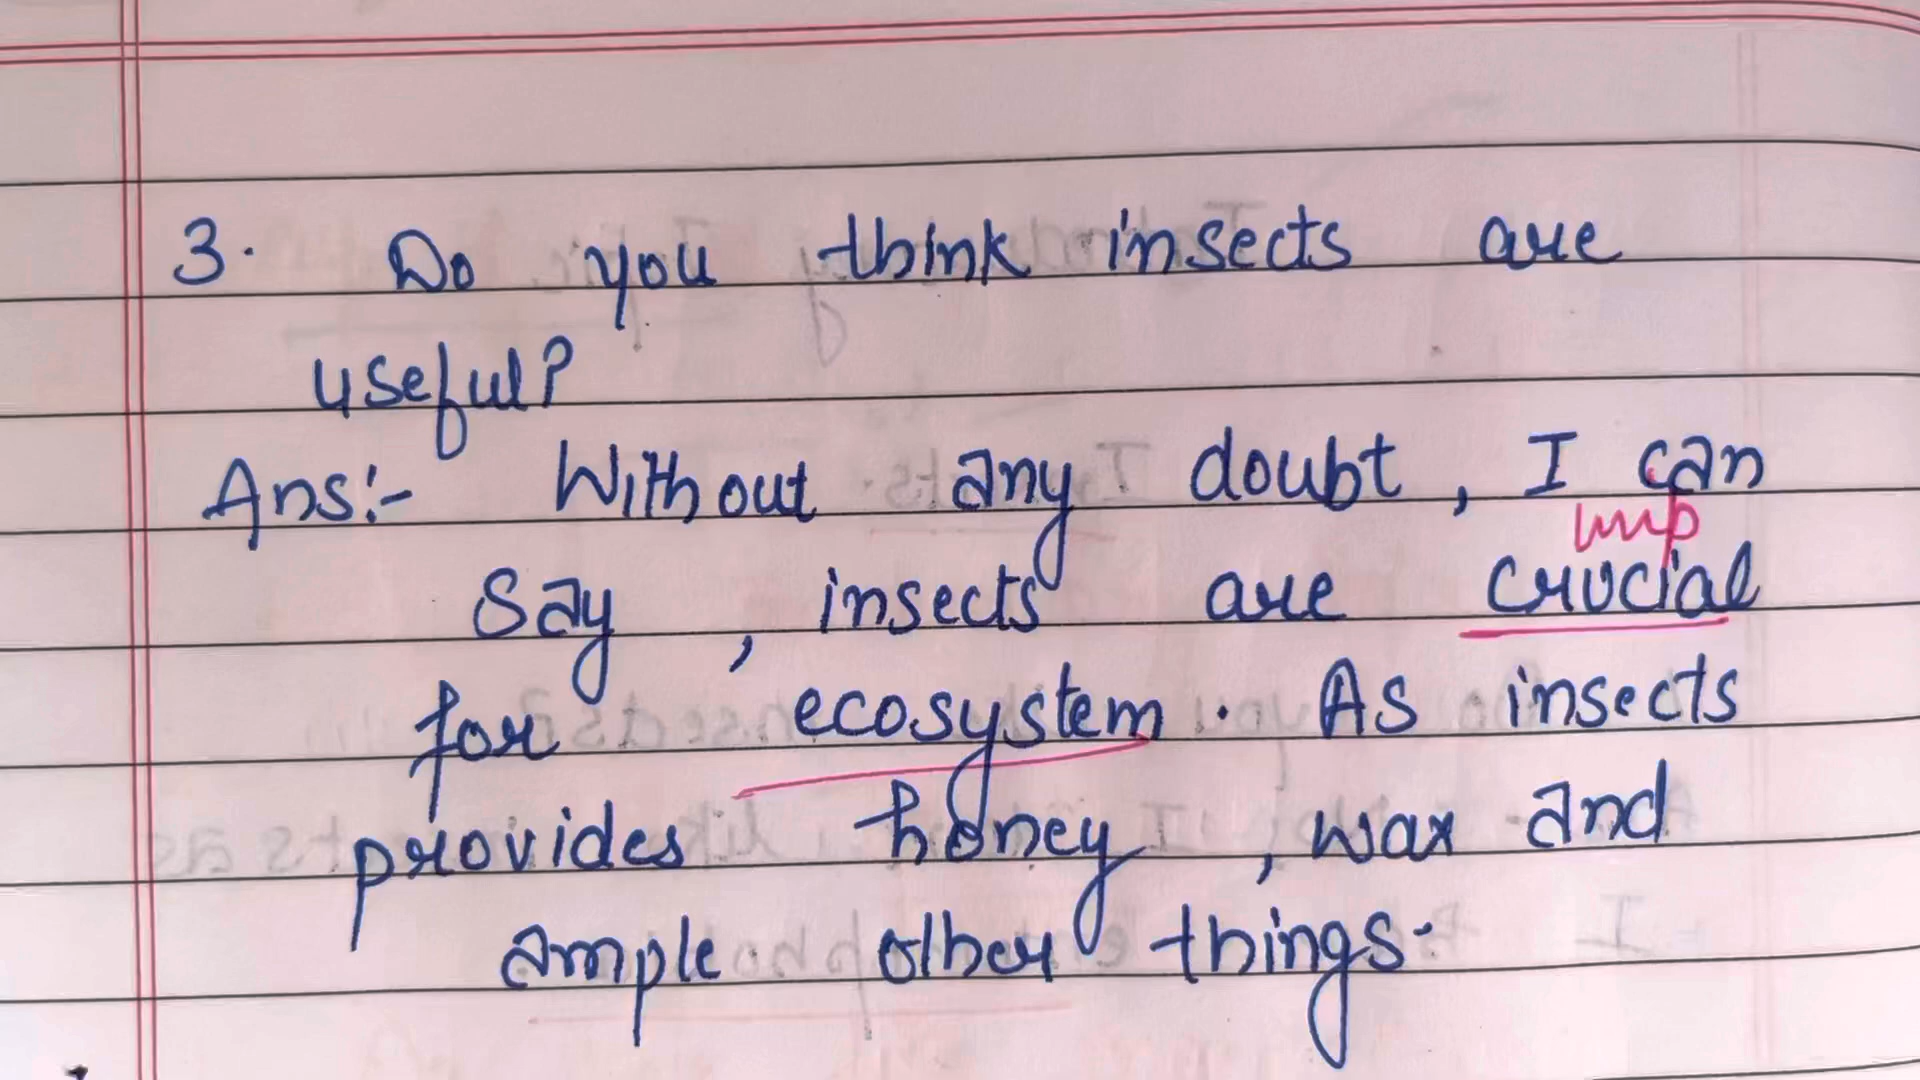 3. Do you think insects are
useful?
Ans:- Without any doubt, I can
imp
say, insects are crucial
for ecosystem. As insects
provides honey, wax and
ample other things.